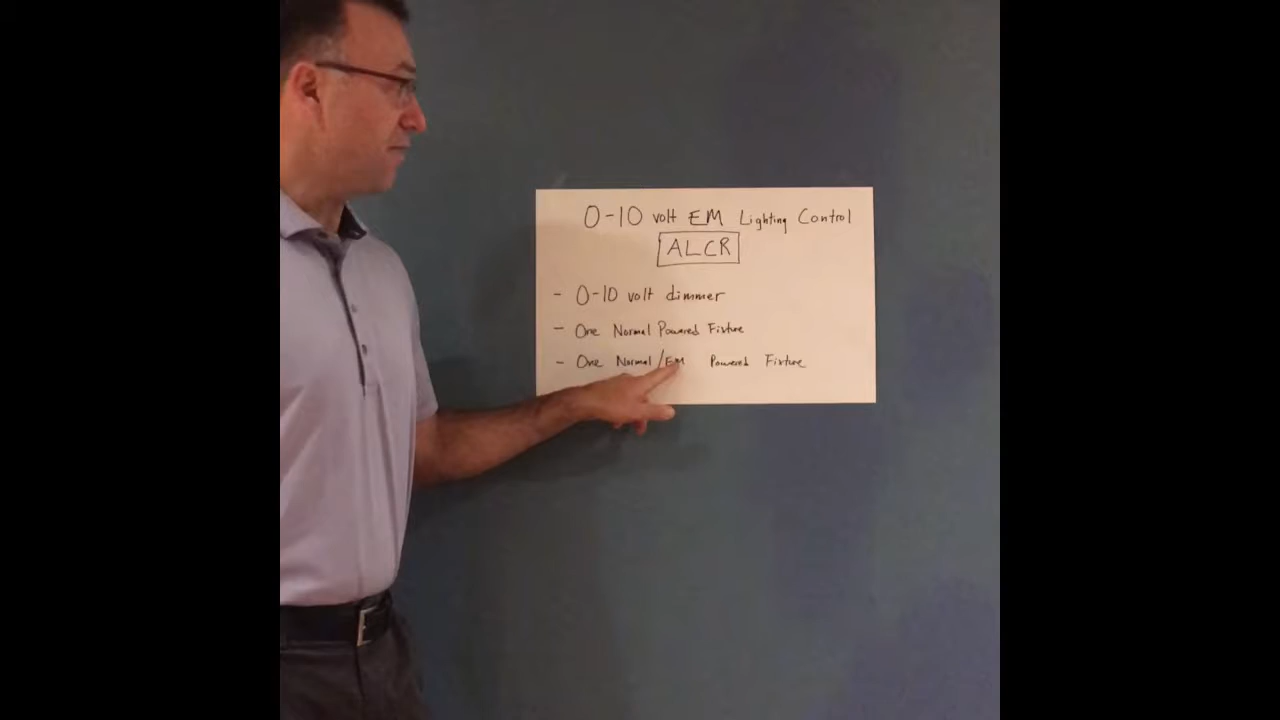 0-10 volt EM Lighting Control
ALCR
- 0-10 volt dimmer
- One Normal Powered Fixture
- One Normal/EM Powered Fixture